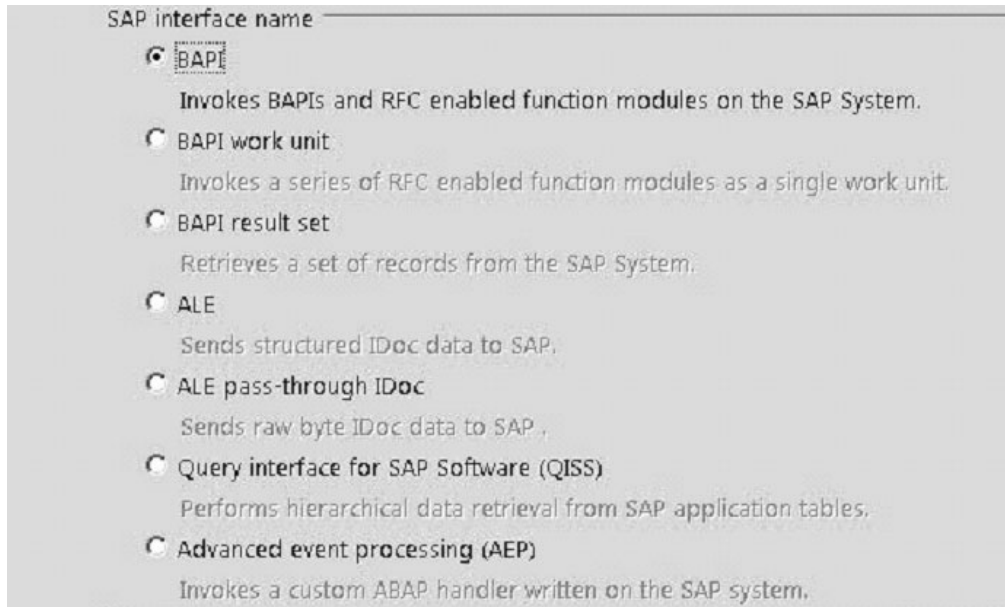 SAP interface name
BAPI
Invokes BAPIs and RFC enabled function modules on the SAP System.
BAPI work unit
Invokes a series of RFC enabled function modules as a single work unit.
BAPI result set
Retrieves a set of records from the SAP System.
ALE
Sends structured IDoc data to SAP.
ALE pass-through IDoc
Sends raw byte IDoc data to SAP .
Query interface for SAP Software (QISS)
Performs hierarchical data retrieval from SAP application tables.
Advanced event processing (AEP)
Invokes a custom ABAP handler written on the SAP system.